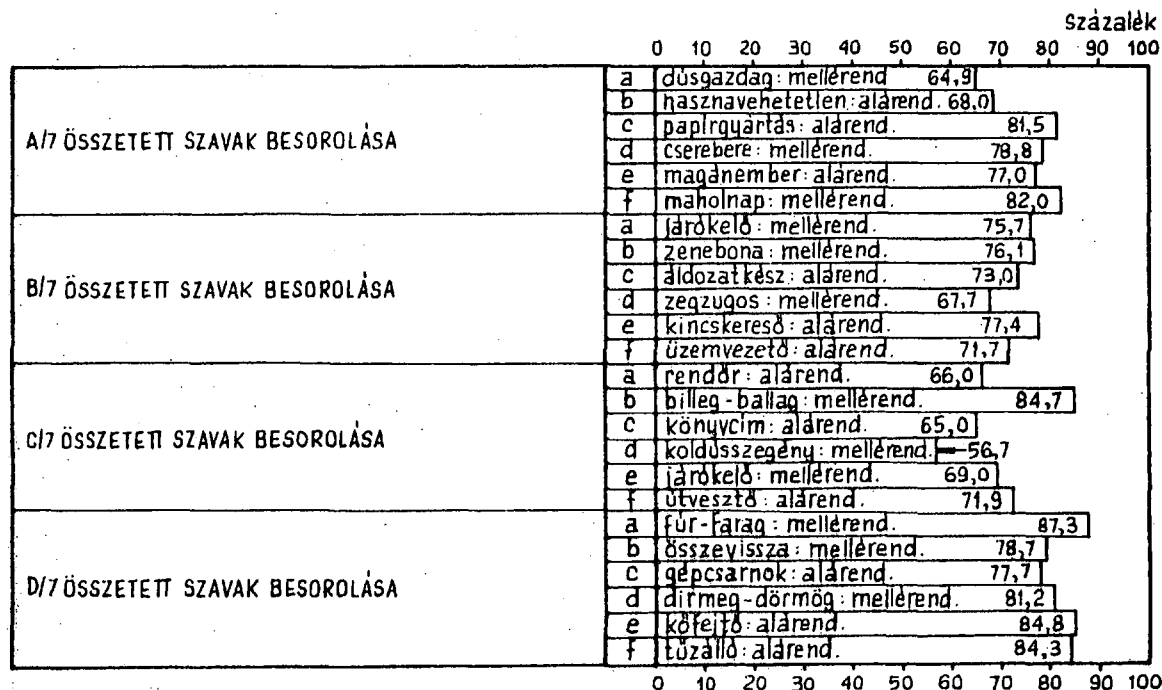 százalék
0 10 20 30 40 50 60 70 80 90 100
A/7 ÖSSZETETT SZAVAK BESOROLÁSA
a dúsgazdag: mellérend 64,9
b hasznavehetetlen: alárend. 68,0
c papírgyártás: alárend. 81,5
d cserebere: mellérend. 78,8
e magánember: alárend. 77,0
f maholnap: mellérend. 82,0
B/7 ÖSSZETETT SZAVAK BESOROLÁSA
a járókelő: mellérend. 75,7
b zenebona: mellérend. 76,1
c áldozatkész: alárend. 73,0
d zegzugos: mellérend. 67,7
e kincskereső: alárend. 77,4
f üzemvezető: alárend. 71,7
C/7 ÖSSZETETT SZAVAK BESOROLÁSA
a rendőr: alárend. 66,0
b billeg-ballag: mellérend. 84,7
c könyvcím: alárend. 65,0
d koldusszegény: mellérend. 56,7
e járókelő: mellérend. 69,0
f útvesztő: alárend. 71,9
D/7 ÖSSZETETT SZAVAK BESOROLÁSA
a fúr-farag: mellérend. 87,3
b összevissza: mellérend. 78,7
c gépcsarnok: alárend. 77,7
d dirmeg-dörmög: mellérend. 81,2
e kőfejtő: alárend. 84,8
f tűzálló: alárend. 84,3
0 10 20 30 40 50 60 70 80 90 100